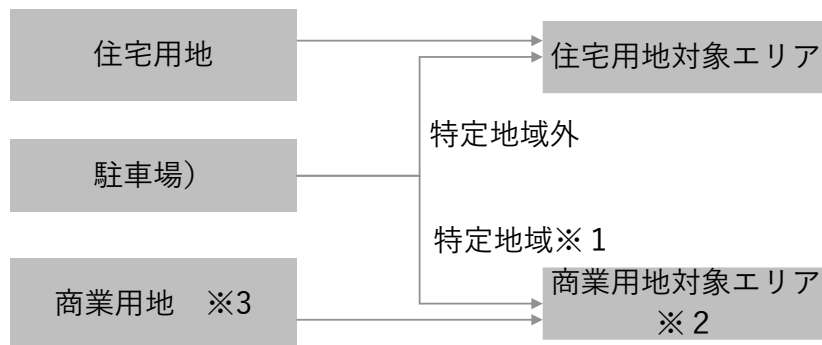 住宅用地
住宅用地対象エリア
特定地域外
駐車場）
特定地域※１
商業用地　※3
商業用地対象エリア
※２